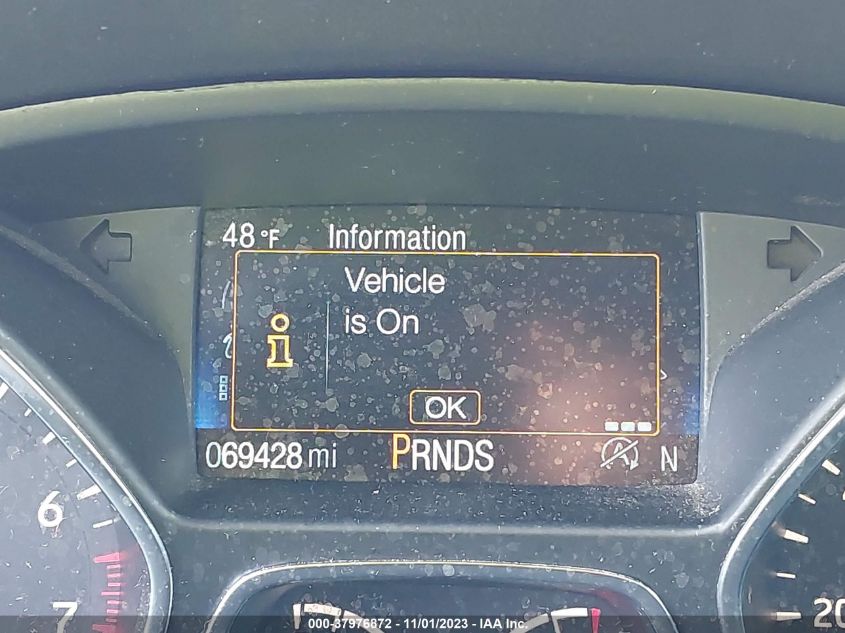 48 °F Information
Vehicle
is On
OK
069428 mi PRNDS N
6
7
20
000-37976872 - 11/01/2023 - IAA Inc.